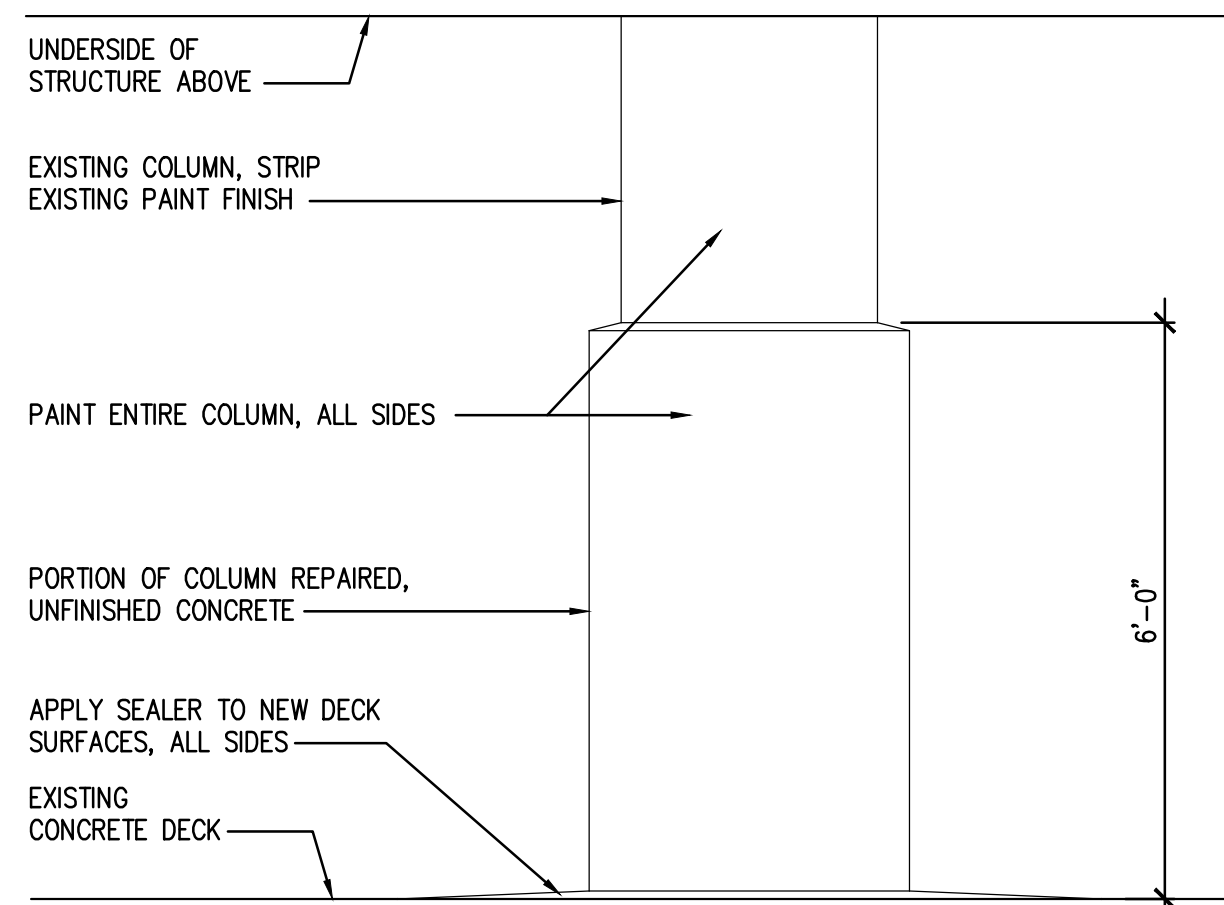 UNDERSIDE OF
STRUCTURE ABOVE
EXISTING COLUMN, STRIP
EXISTING PAINT FINISH
PAINT ENTIRE COLUMN, ALL SIDES
PORTION OF COLUMN REPAIRED,
UNFINISHED CONCRETE
6'-0"
APPLY SEALER TO NEW DECK
SURFACES, ALL SIDES
EXISTING
CONCRETE DECK